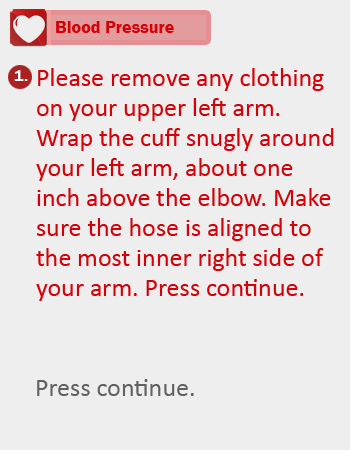 Blood Pressure
1. Please remove any clothing
on your upper left arm.
Wrap the cuff snugly around
your left arm, about one
inch above the elbow. Make
sure the hose is aligned to
the most inner right side of
your arm. Press continue.
Press continue.